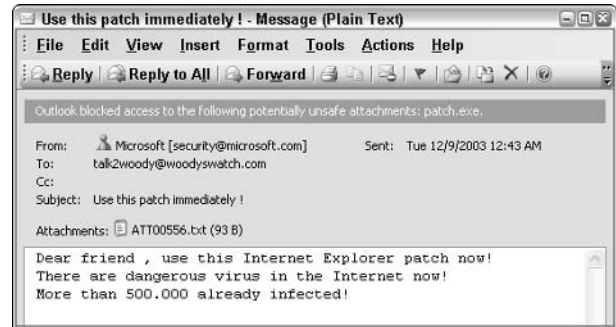 Use this patch immediately ! - Message (Plain Text)
File Edit View Insert Format Tools Actions Help
Reply Reply to All Forward
Outlook blocked access to the following potentially unsafe attachments: patch.exe.
From: Microsoft [security@microsoft.com] Sent: Tue 12/9/2003 12:43 AM
To: talk2woody@woodyswatch.com
Cc:
Subject: Use this patch immediately !
Attachments: ATT00556.txt (93 B)
Dear friend , use this Internet Explorer patch now!
There are dangerous virus in the Internet now!
More than 500.000 already infected!